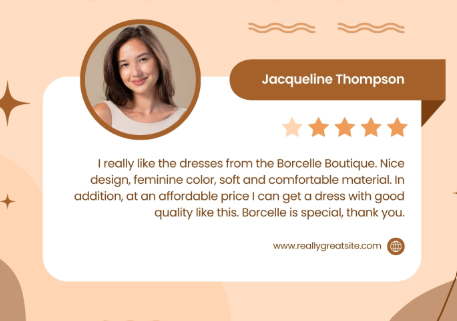 Jacqueline Thompson
I really like the dresses from the Borcelle Boutique. Nice
design, feminine color, soft and comfortable material. In
addition, at an affordable price I can get a dress with good
quality like this. Borcelle is special, thank you.
www.reallygreatsite.com